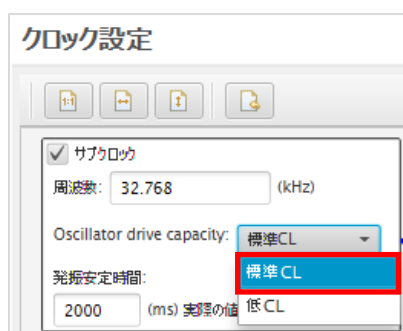 クロック設定
1:1
サブクロック
周波数: 32.768 (kHz)
Oscillator drive capacity: 標準CL
標準CL
発振安定時間:
低CL
2000 (ms) 実際の値